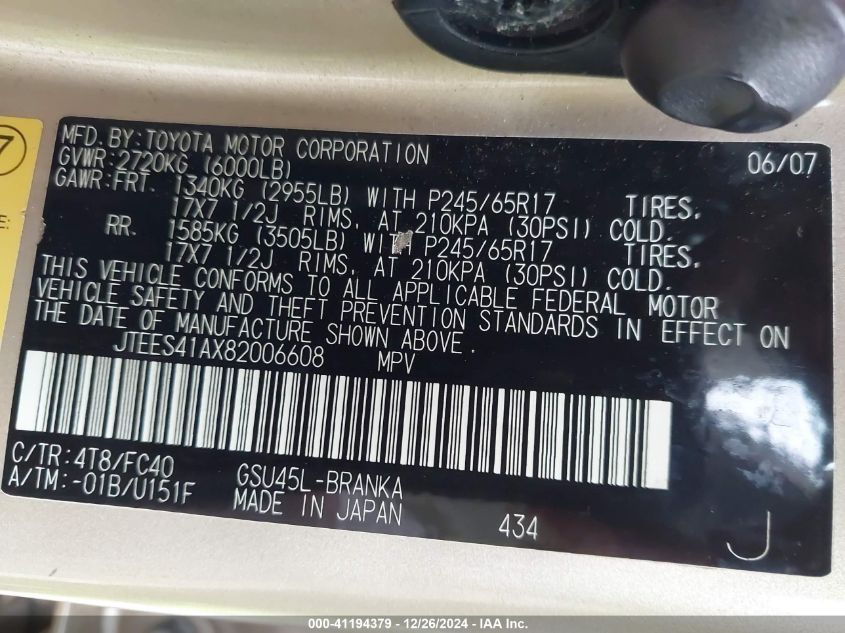 7
E:
MFD. BY: TOYOTA MOTOR CORPORATION 06/07
GVWR: 2720KG (6000LB)
GAWR: FRT. 1340KG (2955LB) WITH P245/65R17 TIRES,
17X7 1/2J RIMS, AT 210KPA (30PSI) COLD.
RR. 1585KG (3505LB) WITH P245/65R17 TIRES,
17X7 1/2J RIMS, AT 210KPA (30PSI) COLD.
THIS VEHICLE CONFORMS TO ALL APPLICABLE FEDERAL MOTOR
VEHICLE SAFETY AND THEFT PREVENTION STANDARDS IN EFFECT ON
THE DATE OF MANUFACTURE SHOWN ABOVE.
JTEES41AX82006608 MPV
C/TR: 4T8/FC40
A/TM: -01B/U151F
GSU45L-BRANKA
MADE IN JAPAN
434
J
000-41194379 - 12/26/2024 - IAA Inc.